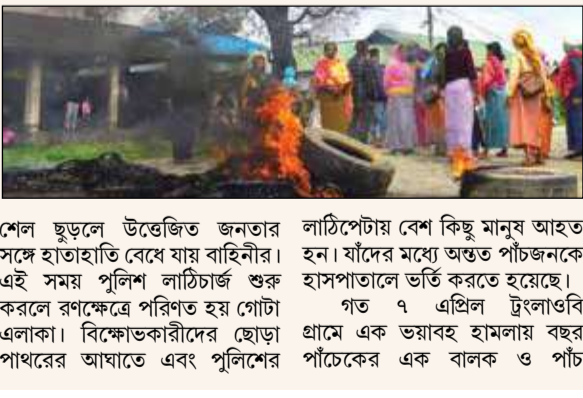 শেল ছুড়লে উত্তেজিত জনতার
সঙ্গে হাতাহাতি বেধে যায় বাহিনীর।
এই সময় পুলিশ লাঠিচার্জ শুরু
করলে রণক্ষেত্রে পরিণত হয় গোটা
এলাকা। বিক্ষোভকারীদের ছোড়া
পাথরের আঘাতে এবং পুলিশের
লাঠিপেটায় বেশ কিছু মানুষ আহত
হন। যাঁদের মধ্যে অন্তত পাঁচজনকে
হাসপাতালে ভর্তি করতে হয়েছে।
গত ৭ এপ্রিল ট্রংলাওবি
গ্রামে এক ভয়াবহ হামলায় বছর
পাঁচেকের এক বালক ও পাঁচ